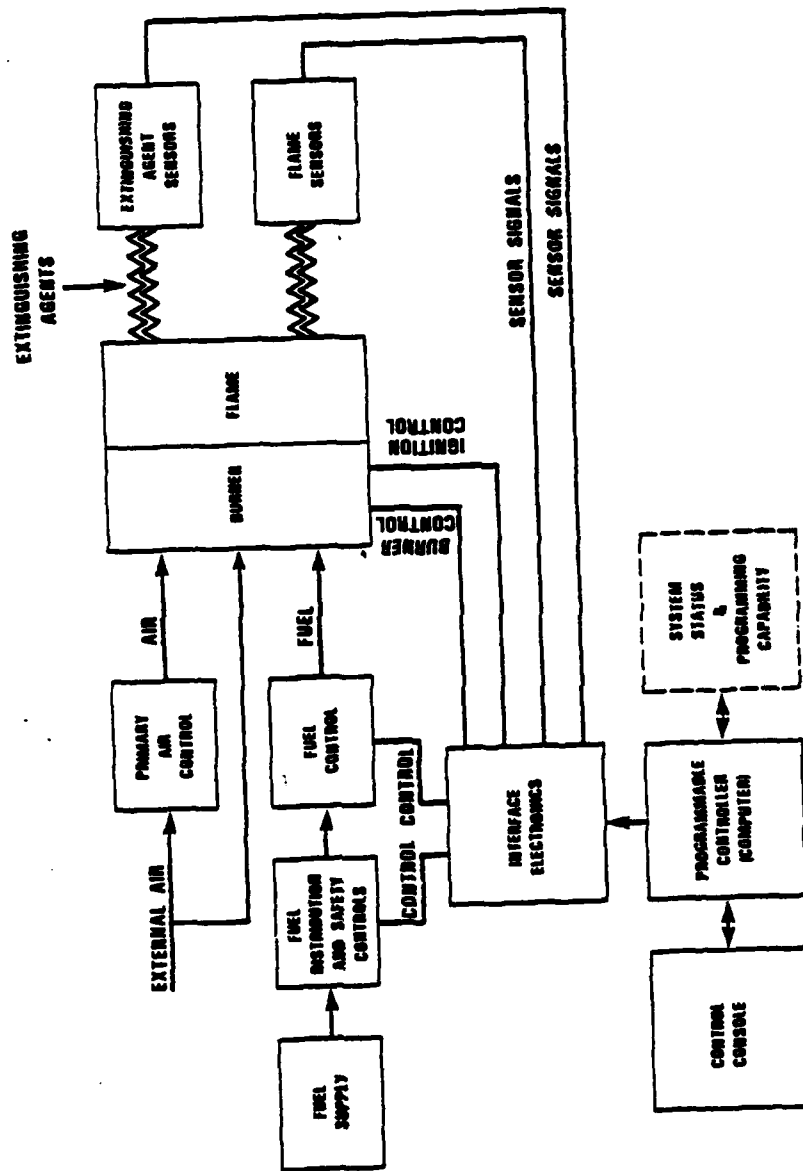 EXTINGUISHING
AGENTS
EXTINGUISHING
AGENT
SENSORS
FLAME
SENSORS
BURNER
FLAME
AIR
FUEL
PRIMARY
AIR
CONTROL
EXTERNAL AIR
FUEL
CONTROL
FUEL
DISTRIBUTION
AND SAFETY
CONTROLS
FUEL
SUPPLY
BURNER
CONTROL
IGNITION
CONTROL
SENSOR SIGNALS
SENSOR SIGNALS
CONTROL
CONTROL
INTERFACE
ELECTRONICS
CONTROL
CONSOLE
PROGRAMMABLE
CONTROLLER
(COMPUTER)
SYSTEM
STATUS
&
PROGRAMMING
CAPABILITY